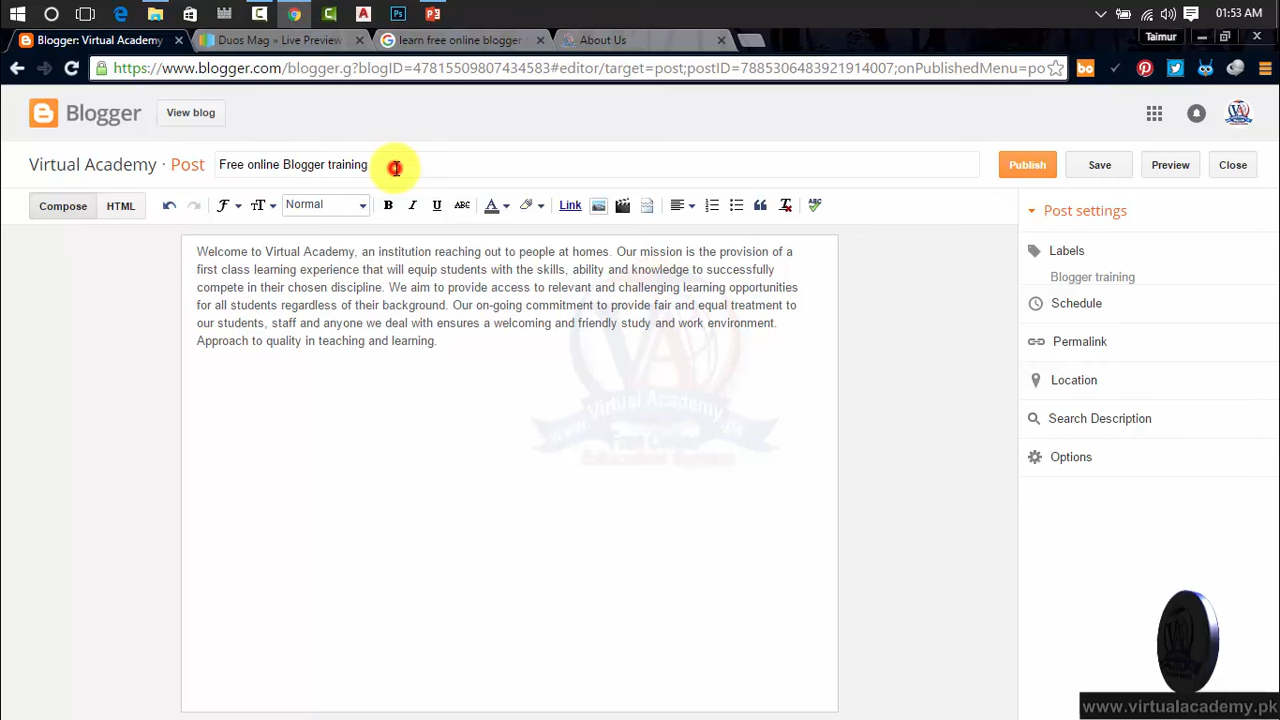 01:53 AM
Blogger: Virtual Academy
Duos Mag » Live Preview
learn free online blogger
About Us
Taimur
https://www.blogger.com/blogger.g?blogID=47815509807434583#editor/target=post;postID=7885306483921914007;onPublishedMenu=po
Blogger
View blog
Virtual Academy · Post
Free online Blogger training
Publish
Save
Preview
Close
Compose
HTML
Normal
Link
Welcome to Virtual Academy, an institution reaching out to people at homes. Our mission is the provision of a
first class learning experience that will equip students with the skills, ability and knowledge to successfully
compete in their chosen discipline. We aim to provide access to relevant and challenging learning opportunities
for all students regardless of their background. Our on-going commitment to provide fair and equal treatment to
our students, staff and anyone we deal with ensures a welcoming and friendly study and work environment.
Approach to quality in teaching and learning.
Post settings
Labels
Blogger training
Schedule
Permalink
Location
Search Description
Options
Virtual Academy
www.virtualacademy.pk